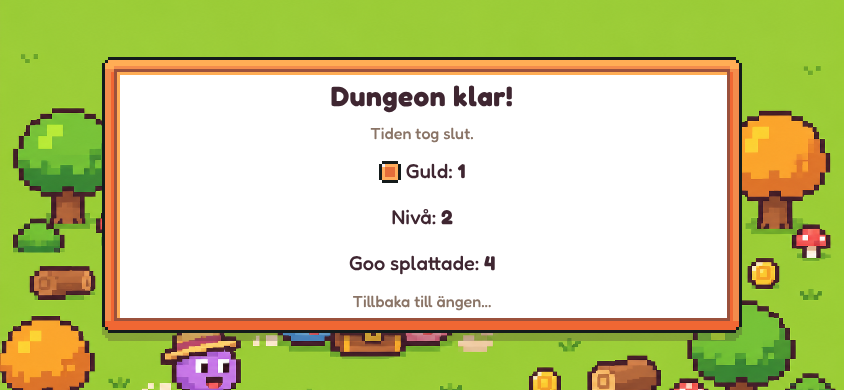 Dungeon klar!
Tiden tog slut.
Guld: 1
Nivå: 2
Goo splattade: 4
Tillbaka till ängen...